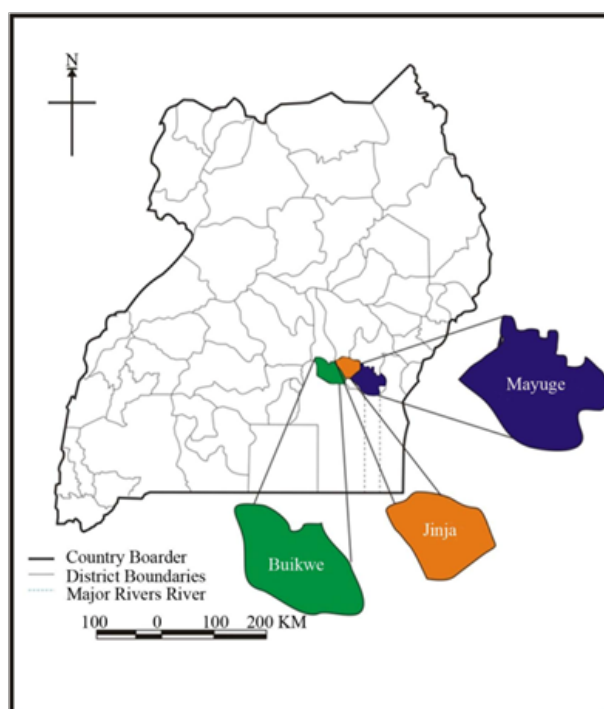 N
Mayuge
Jinja
Buikwe
Country Boarder
District Boundaries
Major Rivers River
100 0 100 200 KM